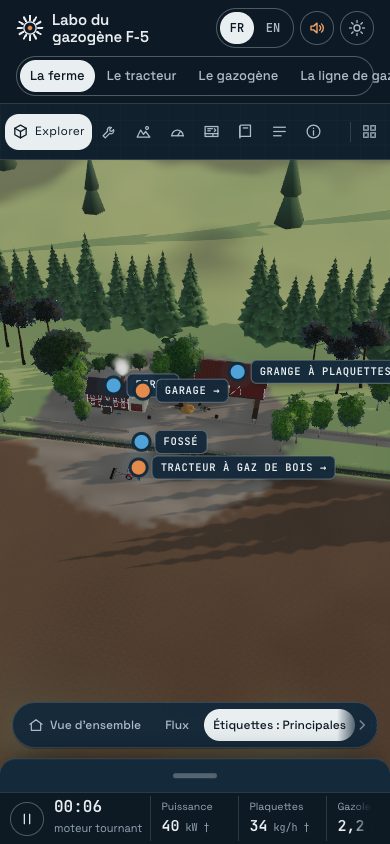 Labo du
gazogène F-5
FR
EN
La ferme
Le tracteur
Le gazogène
La ligne de gaz
Explorer
GRANGE À PLAQUETTES
GARAGE →
FOSSÉ
TRACTEUR À GAZ DE BOIS →
Vue d'ensemble
Flux
Étiquettes : Principales
00:06
moteur tournant
Puissance
40 kW †
Plaquettes
34 kg/h †
2,2